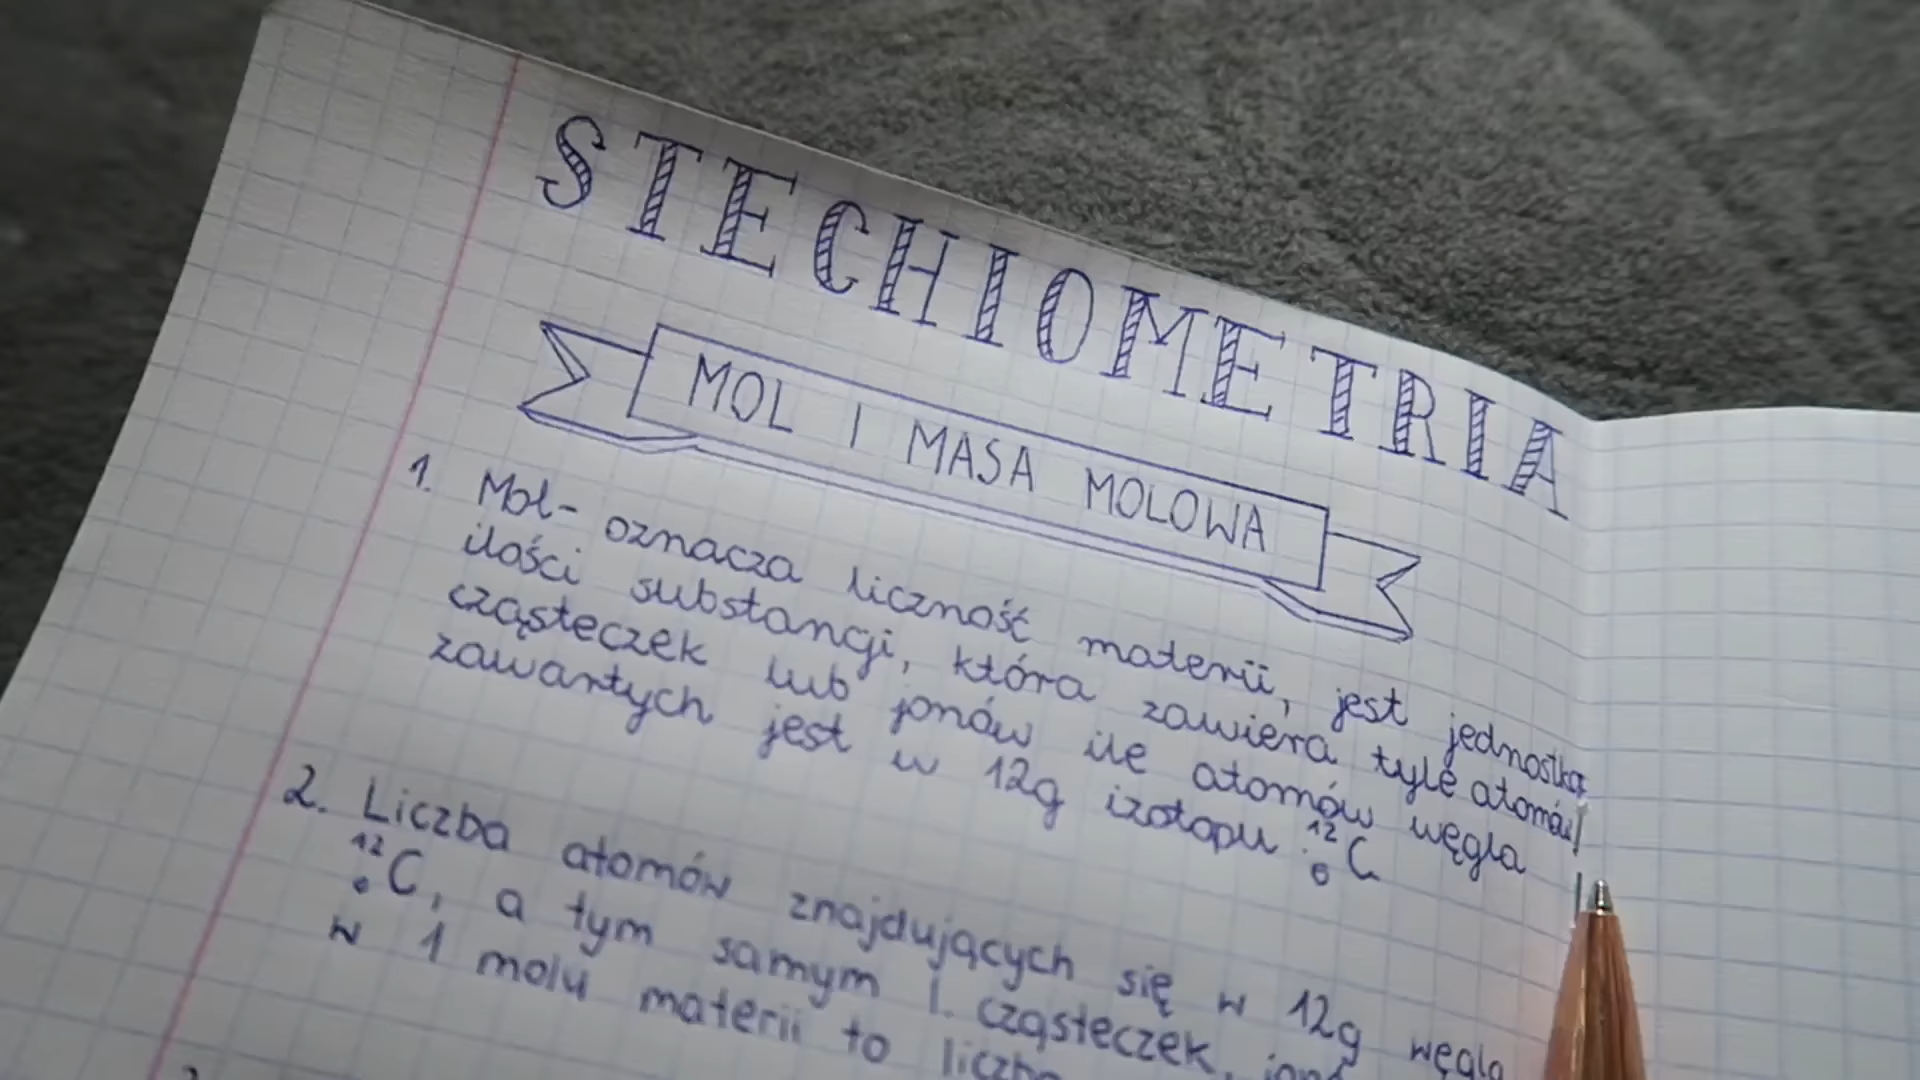 STECHIOMETRIA
MOL I MASA MOLOWA
1. Mol- oznacza liczność materii, jest jednostką
ilości substancji, która zawiera tyle atomów
cząsteczek lub jonów ile atomów węgla
zawartych jest w 12g izotopu ¹²₆C
2. Liczba atomów znajdujących się w 12g węgla
¹²₆C, a tym samym l. cząsteczek,
w 1 molu materii to